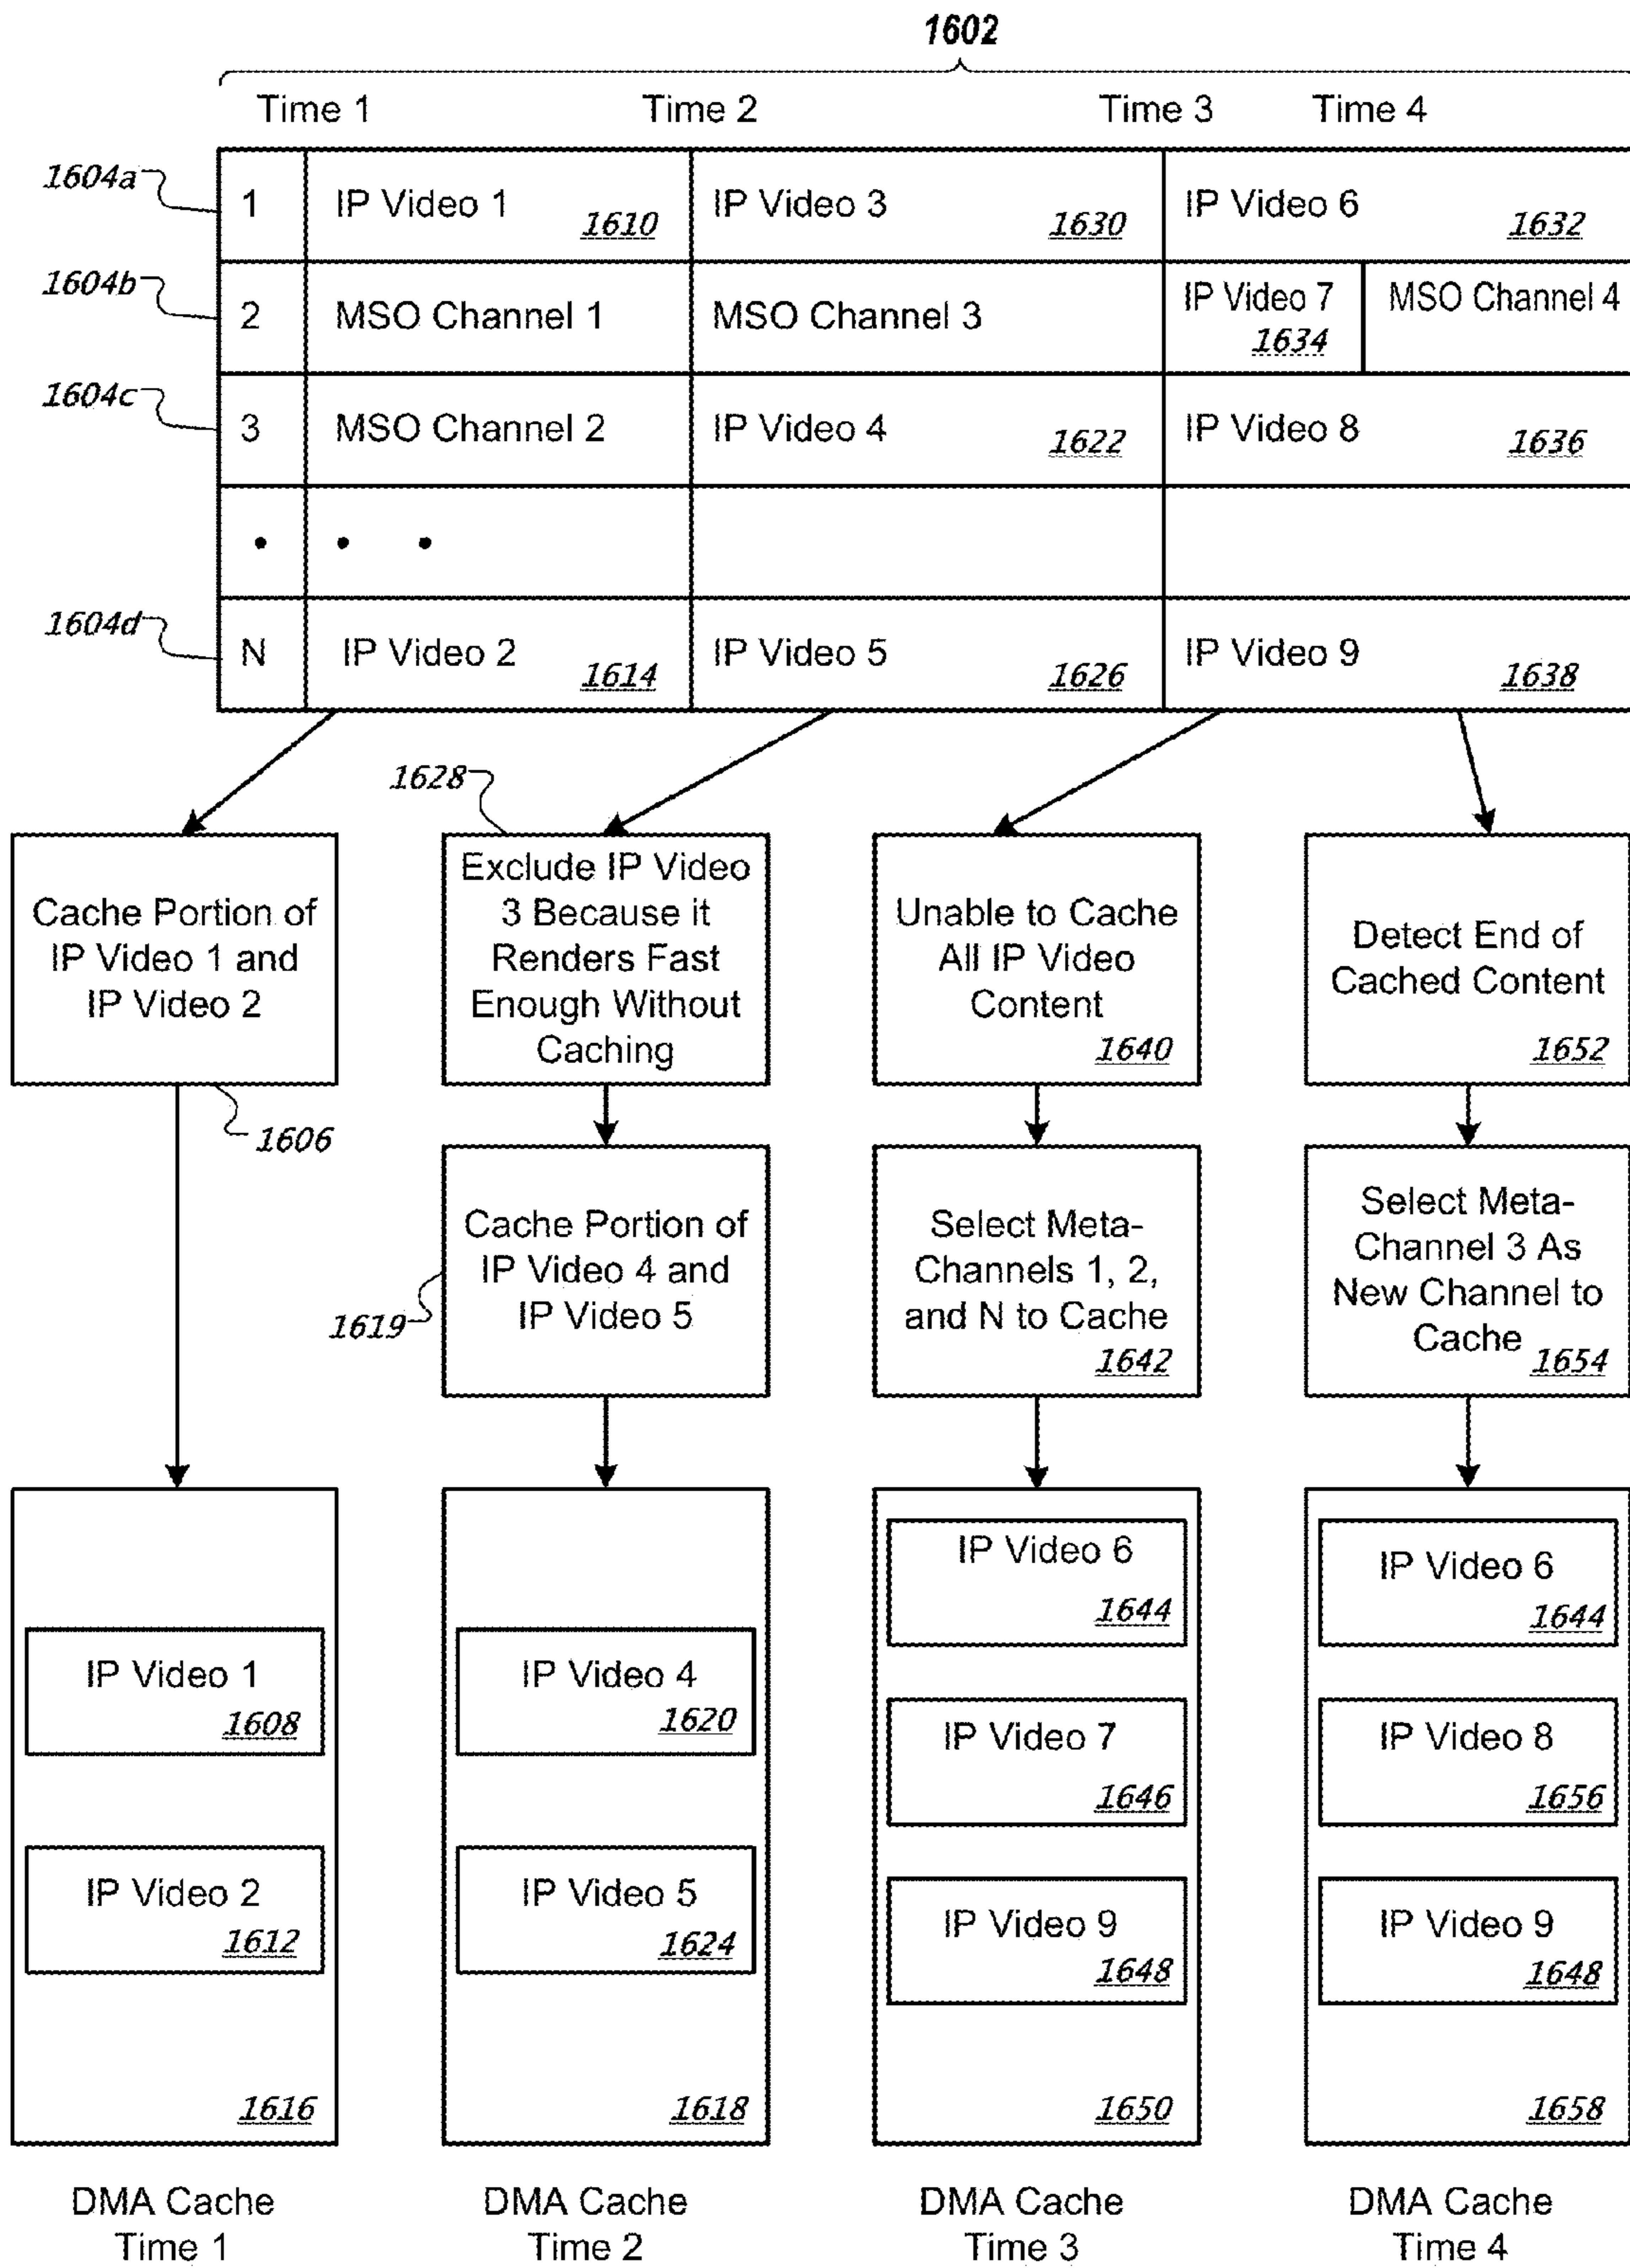 1602
Time 1 Time 2 Time 3 Time 4
1604a 1 IP Video 1 1610 IP Video 3 1630 IP Video 6 1632
1604b 2 MSO Channel 1 MSO Channel 3 IP Video 7 1634 MSO Channel 4
1604c 3 MSO Channel 2 IP Video 4 1622 IP Video 8 1636
1604d N IP Video 2 1614 IP Video 5 1626 IP Video 9 1638
Cache Portion of
IP Video 1 and
IP Video 2
1606
1628
Exclude IP Video
3 Because it
Renders Fast
Enough Without
Caching
Unable to Cache
All IP Video
Content
1640
Detect End of
Cached Content
1652
Cache Portion of
IP Video 4 and
IP Video 5
1619
Select Meta-
Channels 1, 2,
and N to Cache
1642
Select Meta-
Channel 3 As
New Channel to
Cache 1654
IP Video 1
1608
IP Video 2
1612
1616
IP Video 4
1620
IP Video 5
1624
1618
IP Video 6
1644
IP Video 7
1646
IP Video 9
1648
1650
IP Video 6
1644
IP Video 8
1656
IP Video 9
1648
1658
DMA Cache
Time 1
DMA Cache
Time 2
DMA Cache
Time 3
DMA Cache
Time 4